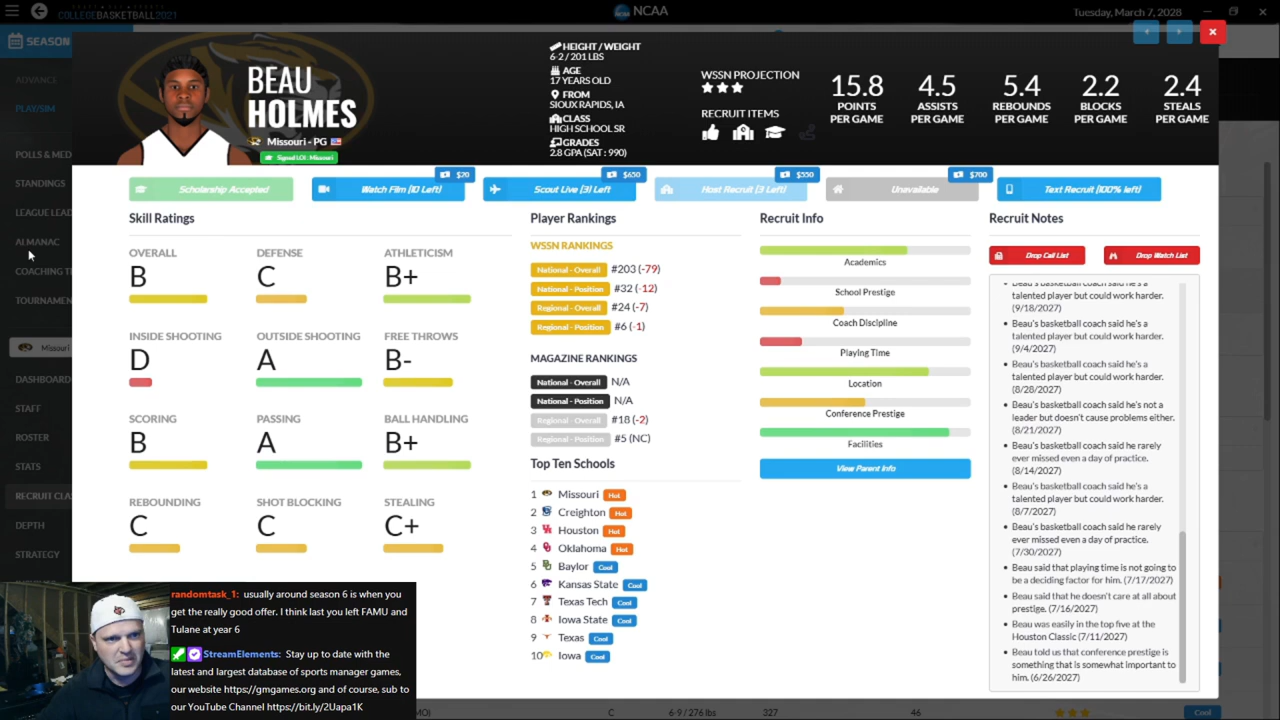 COLLEGEBASKETBALL2021
NCAA
Tuesday, March 7, 2028
SEASON
ADVANCE
PLAY/SIM
POLLS & MED
STANDINGS
LEAGUE LEAD
ALMANAC
COACHING T
TOURNAMEN
Missouri
DASHBOARD
STAFF
ROSTER
STATS
RECRUIT CLA
DEPTH
STRATEGY
BEAU
HOLMES
Missouri - PG
Signed LOI: Missouri
HEIGHT / WEIGHT
6-2 / 201 LBS
AGE
17 YEARS OLD
FROM
SIOUX RAPIDS, IA
CLASS
HIGH SCHOOL SR
GRADES
2.8 GPA (SAT : 990)
WSSN PROJECTION
RECRUIT ITEMS
15.8
POINTS
PER GAME
4.5
ASSISTS
PER GAME
5.4
REBOUNDS
PER GAME
2.2
BLOCKS
PER GAME
2.4
STEALS
PER GAME
Scholarship Accepted
$20
Watch Film (10 Left)
$650
Scout Live (3) Left
$550
Host Recruit (3 Left)
$700
Unavailable
Text Recruit (100% left)
Skill Ratings
OVERALL
B
DEFENSE
C
ATHLETICISM
B+
INSIDE SHOOTING
D
OUTSIDE SHOOTING
A
FREE THROWS
B-
SCORING
B
PASSING
A
BALL HANDLING
B+
REBOUNDING
C
SHOT BLOCKING
C
STEALING
C+
Player Rankings
WSSN RANKINGS
National - Overall #203 (-79)
National - Position #32 (-12)
Regional - Overall #24 (-7)
Regional - Position #6 (-1)
MAGAZINE RANKINGS
National - Overall N/A
National - Position N/A
Regional - Overall #18 (-2)
Regional - Position #5 (NC)
Top Ten Schools
1 Missouri Hot
2 Creighton Hot
3 Houston Hot
4 Oklahoma Hot
5 Baylor Cool
6 Kansas State Cool
7 Texas Tech Cool
8 Iowa State Cool
9 Texas Cool
10 Iowa Cool
Recruit Info
Academics
School Prestige
Coach Discipline
Playing Time
Location
Conference Prestige
Facilities
View Parent Info
Recruit Notes
Drop Call List
Drop Watch List
Beau's basketball coach said he's a
talented player but could work harder.
(9/18/2027)
Beau's basketball coach said he's a
talented player but could work harder.
(9/4/2027)
Beau's basketball coach said he's a
talented player but could work harder.
(8/28/2027)
Beau's basketball coach said he's not a
leader but doesn't cause problems either.
(8/21/2027)
Beau's basketball coach said he rarely
ever missed even a day of practice.
(8/14/2027)
Beau's basketball coach said he's a
talented player but could work harder.
(8/7/2027)
Beau's basketball coach said he rarely
ever missed even a day of practice.
(7/30/2027)
Beau said that playing time is not going to
be a deciding factor for him. (7/17/2027)
Beau said that he doesn't care at all about
prestige. (7/16/2027)
Beau was easily in the top five at the
Houston Classic (7/11/2027)
Beau told us that conference prestige is
something that is somewhat important to
him. (6/26/2027)
randomtask_1: usually around season 6 is when you
get the really good offer. I think last you left FAMU and
Tulane at year 6
StreamElements: Stay up to date with the
latest and largest database of sports manager games,
our website https://gmgames.org and of course, sub to
our YouTube Channel https://bit.ly/2Uapa1K
MO) C 6-9 / 276 lbs 327 46 Cool